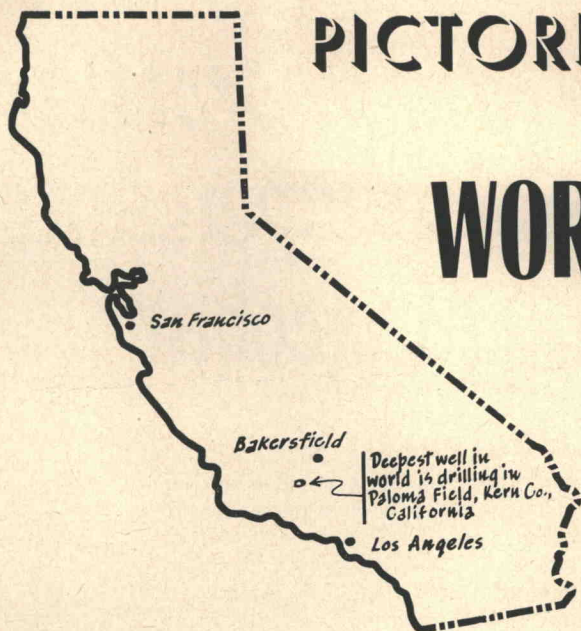 PICTORI
WOR
San Francisco
Bakersfield
Deepest well in
world is drilling in
Paloma Field, Kern Co.,
California
Los Angeles